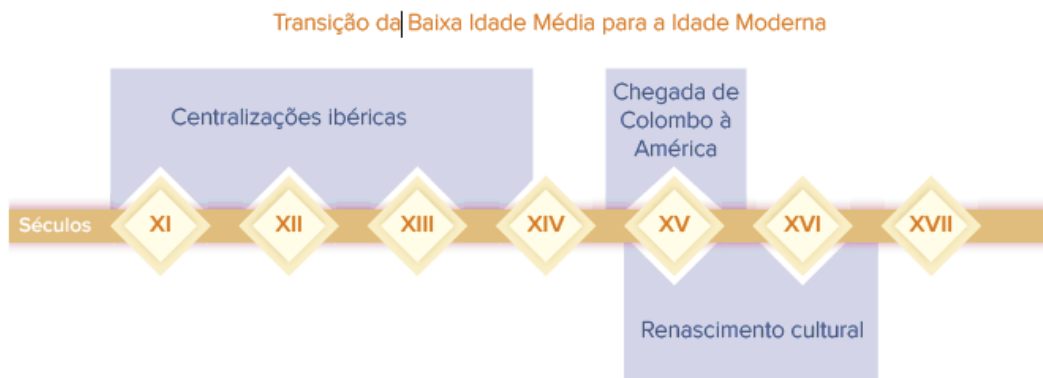 Transição da Baixa Idade Média para a Idade Moderna
Centralizações ibéricas
Chegada de
Colombo à
América
Séculos XI XII XIII XIV XV XVI XVII
Renascimento cultural